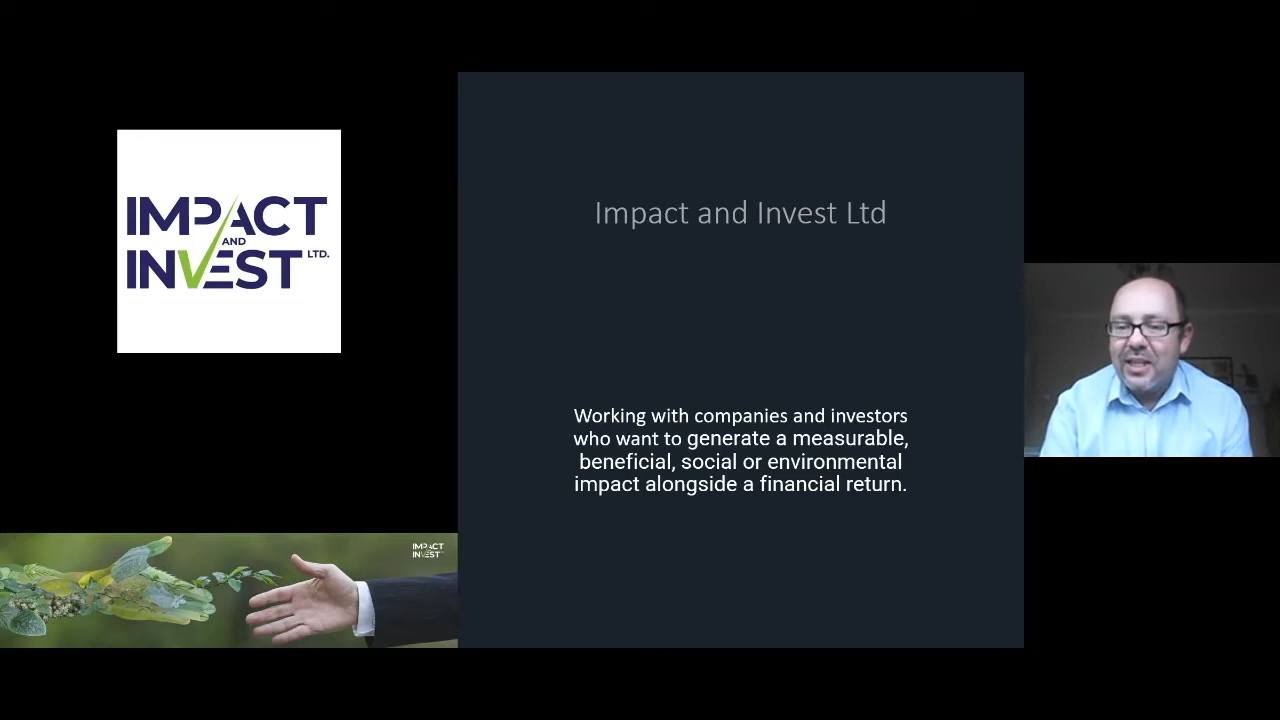 IMPACT
AND
INVEST LTD.
Impact and Invest Ltd
Working with companies and investors
who want to generate a measurable,
beneficial, social or environmental
impact alongside a financial return.
IMPACT
INVEST